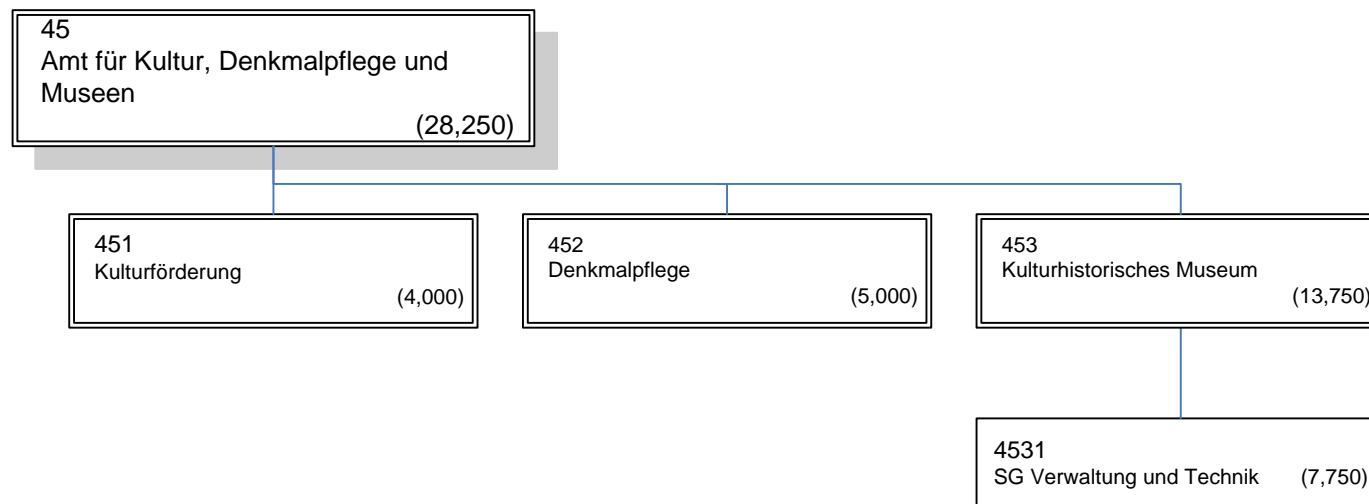 45
Amt für Kultur, Denkmalpflege und
Museen
(28,250)
451
Kulturförderung
(4,000)
452
Denkmalpflege
(5,000)
453
Kulturhistorisches Museum
(13,750)
4531
SG Verwaltung und Technik (7,750)